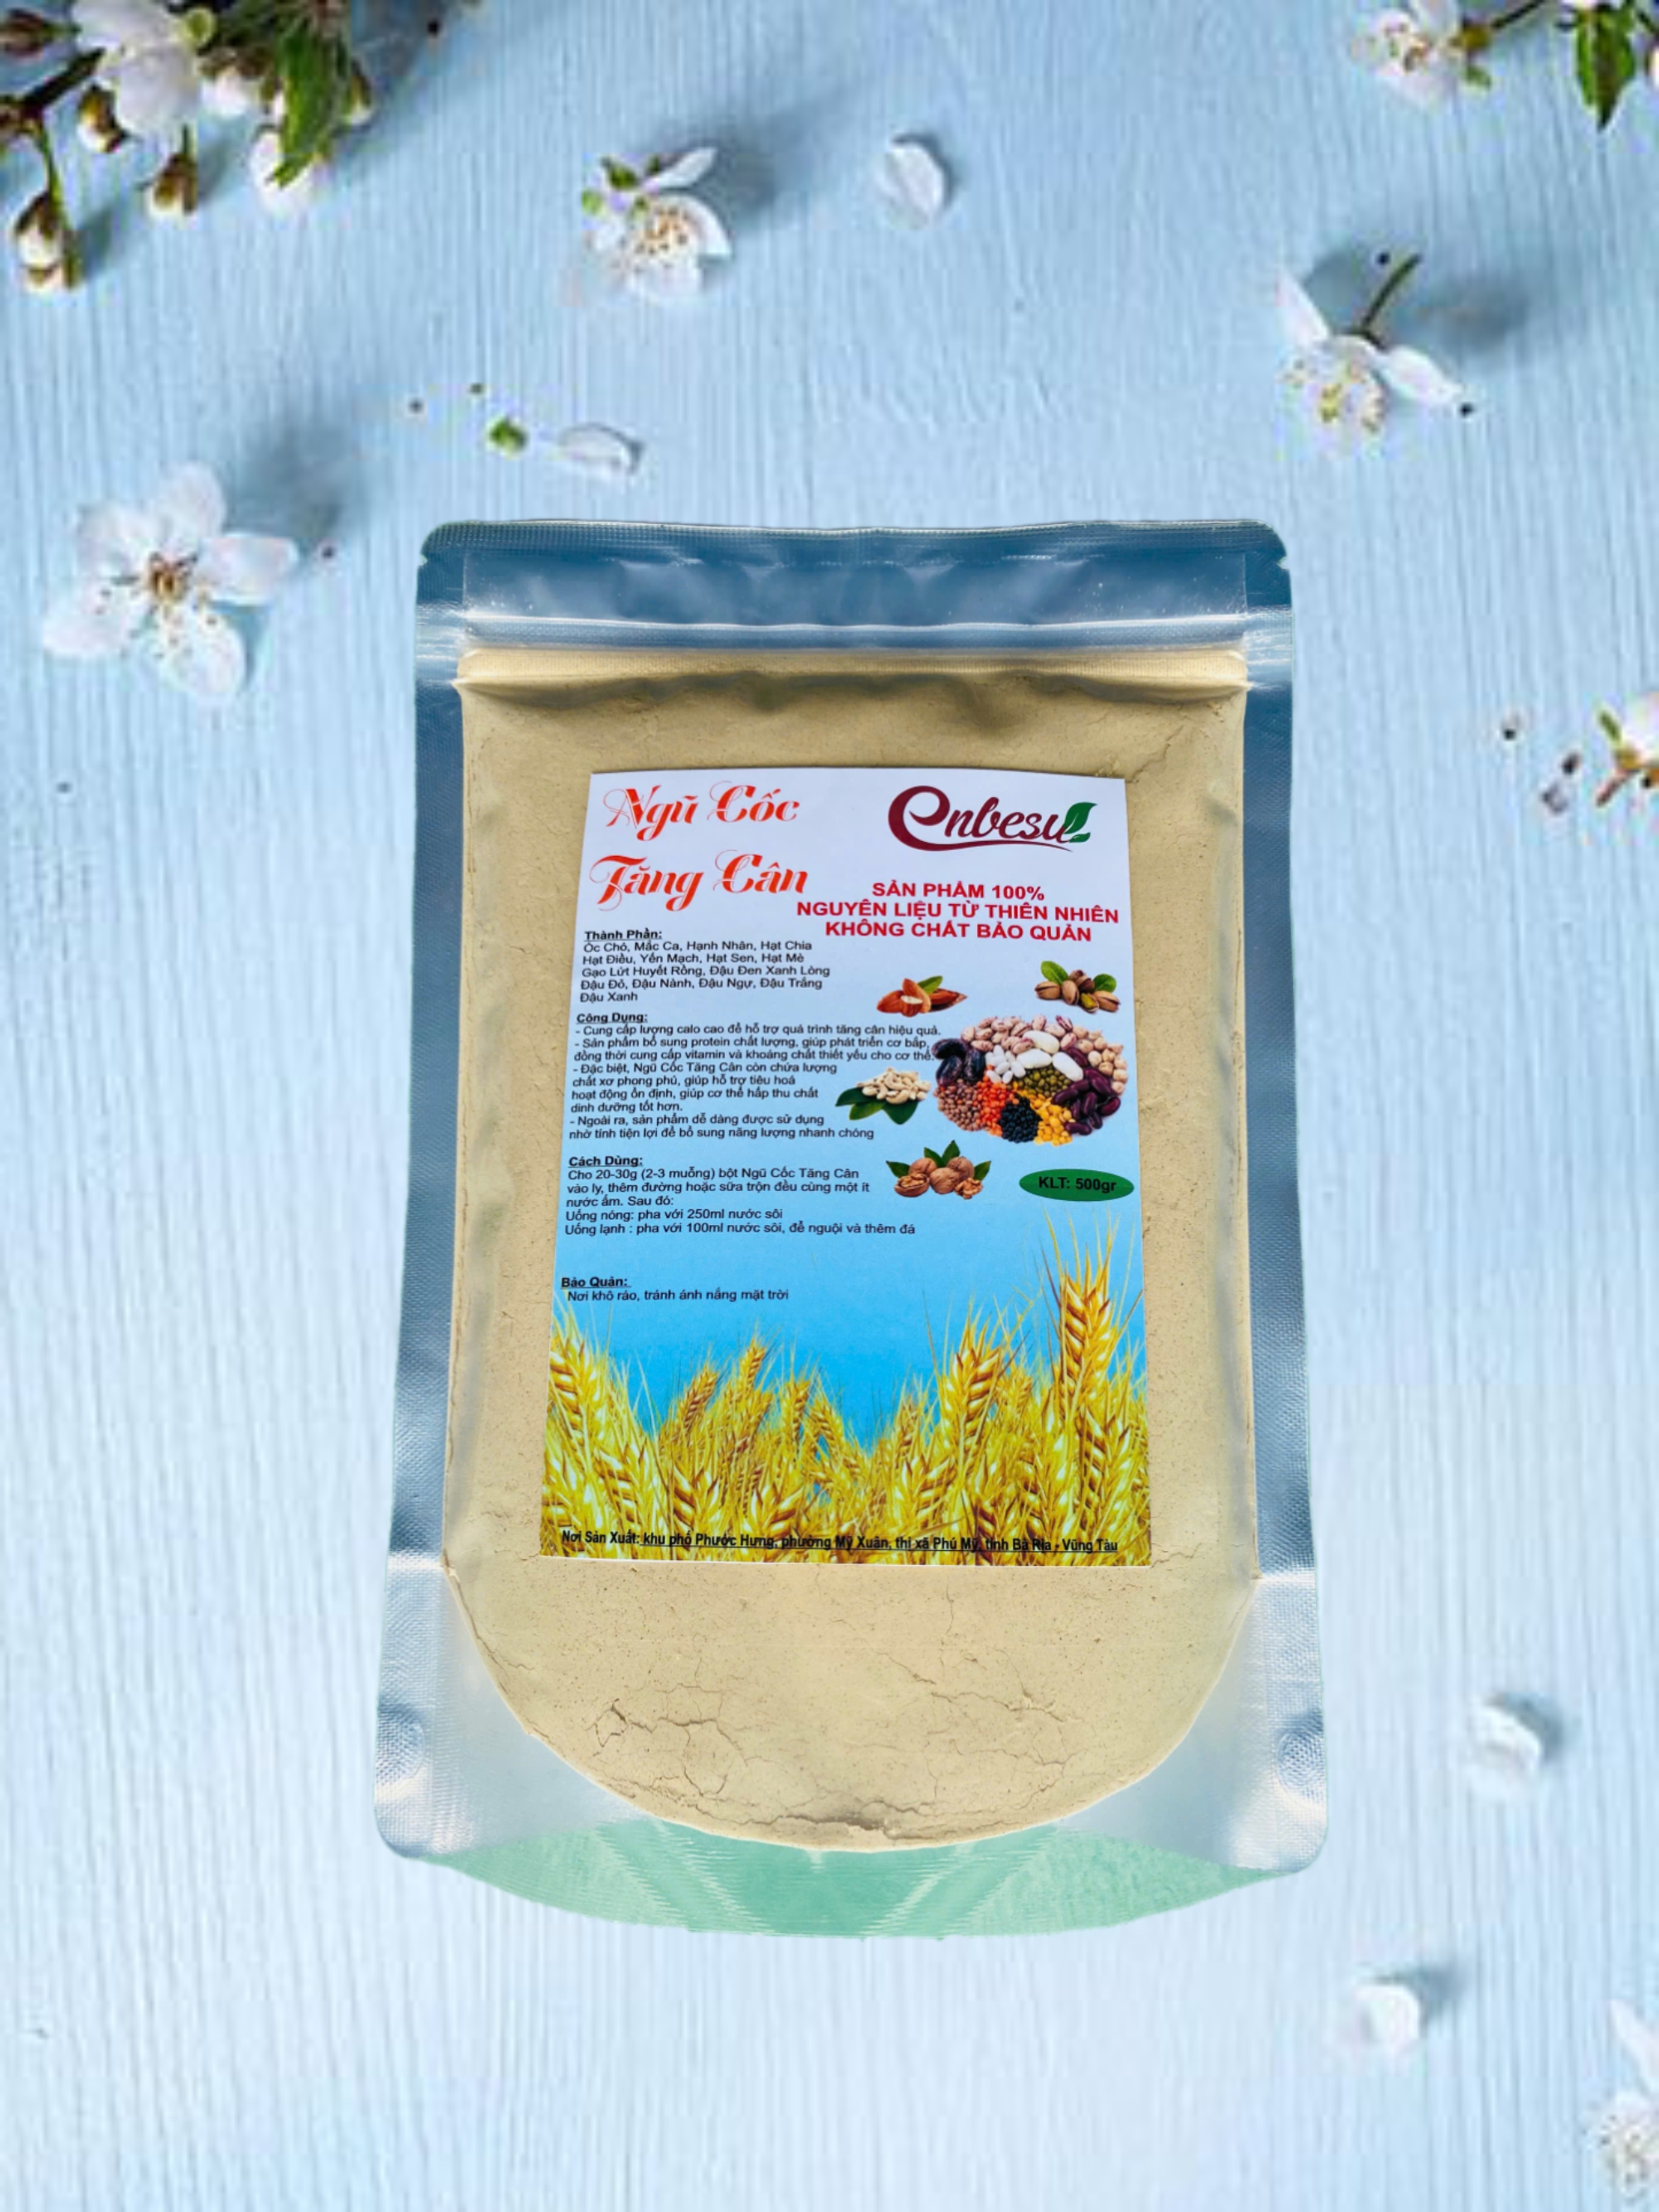 Ngũ Cốc
Tăng Cân
Enbesu
SẢN PHẨM 100%
NGUYÊN LIỆU TỪ THIÊN NHIÊN
KHÔNG CHẤT BẢO QUẢN
Thành Phần:
Óc Chó, Mắc Ca, Hạnh Nhân, Hạt Chia
Hạt Điều, Yến Mạch, Hạt Sen, Hạt Mè
Gạo Lứt Huyết Rồng, Đậu Đen Xanh Lòng
Đậu Đỏ, Đậu Nành, Đậu Ngự, Đậu Trắng
Đậu Xanh
Công Dụng:
- Cung cấp lượng calo cao để hỗ trợ quá trình tăng cân hiệu quả.
- Sản phẩm bổ sung protein chất lượng, giúp phát triển cơ bắp,
đồng thời cung cấp vitamin và khoáng chất thiết yếu cho cơ thể.
- Đặc biệt, Ngũ Cốc Tăng Cân còn chứa lượng
chất xơ phong phú, giúp hỗ trợ tiêu hoá
hoạt động ổn định, giúp cơ thể hấp thu chất
dinh dưỡng tốt hơn.
- Ngoài ra, sản phẩm dễ dàng được sử dụng
nhờ tính tiện lợi để bổ sung năng lượng nhanh chóng
Cách Dùng:
Cho 20-30g (2-3 muỗng) bột Ngũ Cốc Tăng Cân
vào ly, thêm đường hoặc sữa trộn đều cùng một ít
nước ấm. Sau đó:
Uống nóng: pha với 250ml nước sôi
Uống lạnh : pha với 100ml nước sôi, để nguội và thêm đá
KLT: 500gr
Bảo Quản:
Nơi khô ráo, tránh ánh nắng mặt trời
Nơi Sản Xuất: khu phố Phước Hưng, phường Mỹ Xuân, thị xã Phú Mỹ, tỉnh Bà Rịa - Vũng Tàu